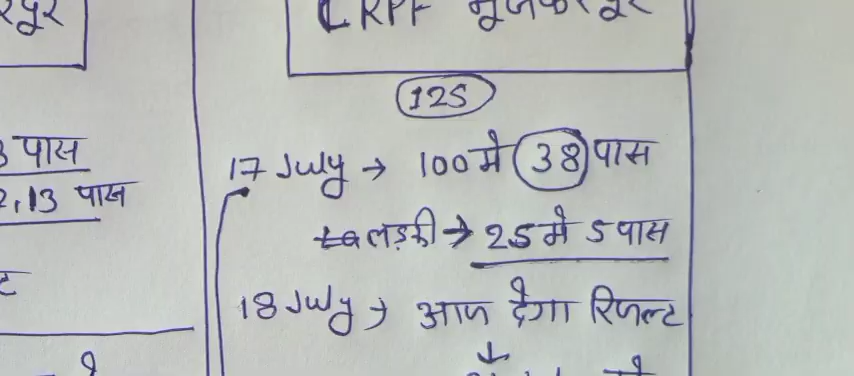 रपुर
CRPF मुजफ्फरपुर
125
3 पास
17 July → 100 मे 38 पास
2,13 पास
लड़की → 25 मे 5 पास
18 July → आज देगा रिजल्ट
↓